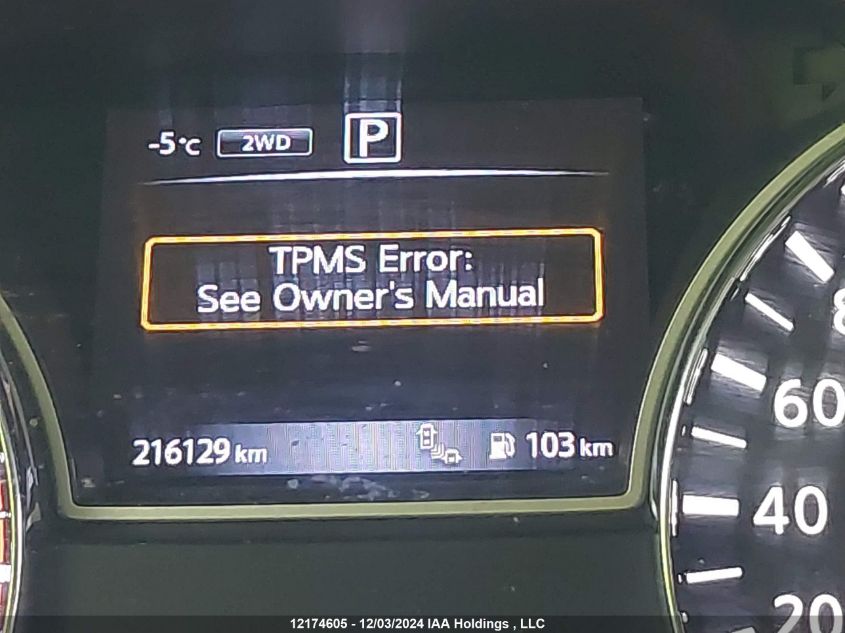 -5°C 2WD P
TPMS Error:
See Owner's Manual
216129 km 103 km
60
40
20
12174605 - 12/03/2024 IAA Holdings , LLC